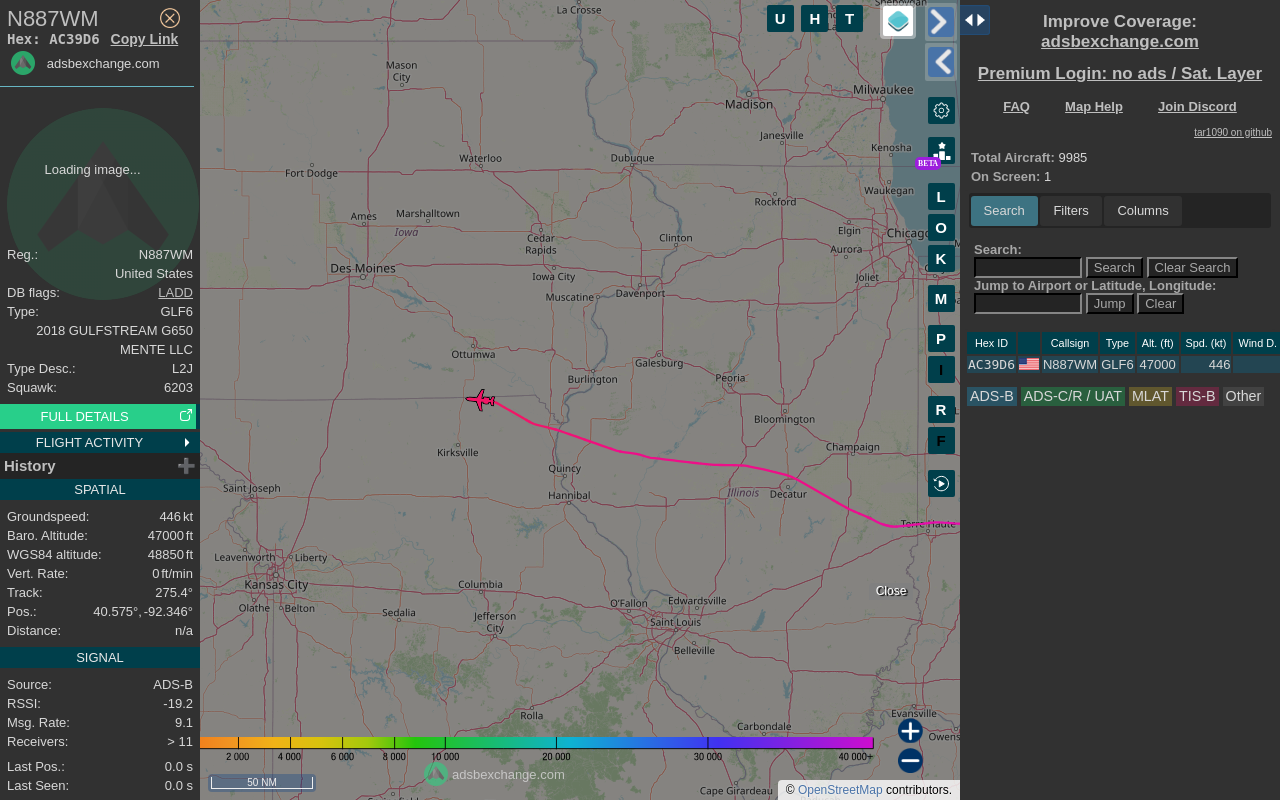 N887WM
Hex: AC39D6 Copy Link
adsbexchange.com
Loading image...
Reg.: N887WM
United States
DB flags: LADD
Type: GLF6
2018 GULFSTREAM G650
MENTE LLC
Type Desc.: L2J
Squawk: 6203
FULL DETAILS
FLIGHT ACTIVITY
History
SPATIAL
Groundspeed: 446 kt
Baro. Altitude: 47000 ft
WGS84 altitude: 48850 ft
Vert. Rate: 0 ft/min
Track: 275.4°
Pos.: 40.575°, -92.346°
Distance: n/a
SIGNAL
Source: ADS-B
RSSI: -19.2
Msg. Rate: 9.1
Receivers: > 11
Last Pos.: 0.0 s
Last Seen: 0.0 s
La Crosse
Mason
City
Madison
Milwaukee
Janesville
Kenosha
Waterloo
Dubuque
Fort Dodge
Waukegan
Rockford
Ames
Marshalltown
Iowa
Cedar
Rapids
Clinton
Elgin
Chicago
Aurora
Des Moines
Iowa City
Joliet
Muscatine
Davenport
Ottumwa
Galesburg
Burlington
Peoria
Bloomington
Kirksville
Champaign
Quincy
Saint Joseph
Hannibal
Illinois
Decatur
Terre Haute
Leavenworth
Liberty
Kansas City
Columbia
Close
Olathe
Belton
Sedalia
Jefferson
City
O'Fallon
Edwardsville
Saint Louis
Belleville
Rolla
Evansville
Carbondale
Owens
Cape Girardeau
U H T
BETA
L
O
K
M
P
I
R
F
2 000 4 000 6 000 8 000 10 000 20 000 30 000 40 000+
adsbexchange.com
50 NM
© OpenStreetMap contributors.
Improve Coverage:
adsbexchange.com
Premium Login: no ads / Sat. Layer
FAQ Map Help Join Discord
tar1090 on github
Total Aircraft: 9985
On Screen: 1
Search Filters Columns
Search:
Search Clear Search
Jump to Airport or Latitude, Longitude:
Jump Clear
Hex ID Callsign Type Alt. (ft) Spd. (kt) Wind D.
AC39D6 N887WM GLF6 47000 446
ADS-B ADS-C/R / UAT MLAT TIS-B Other